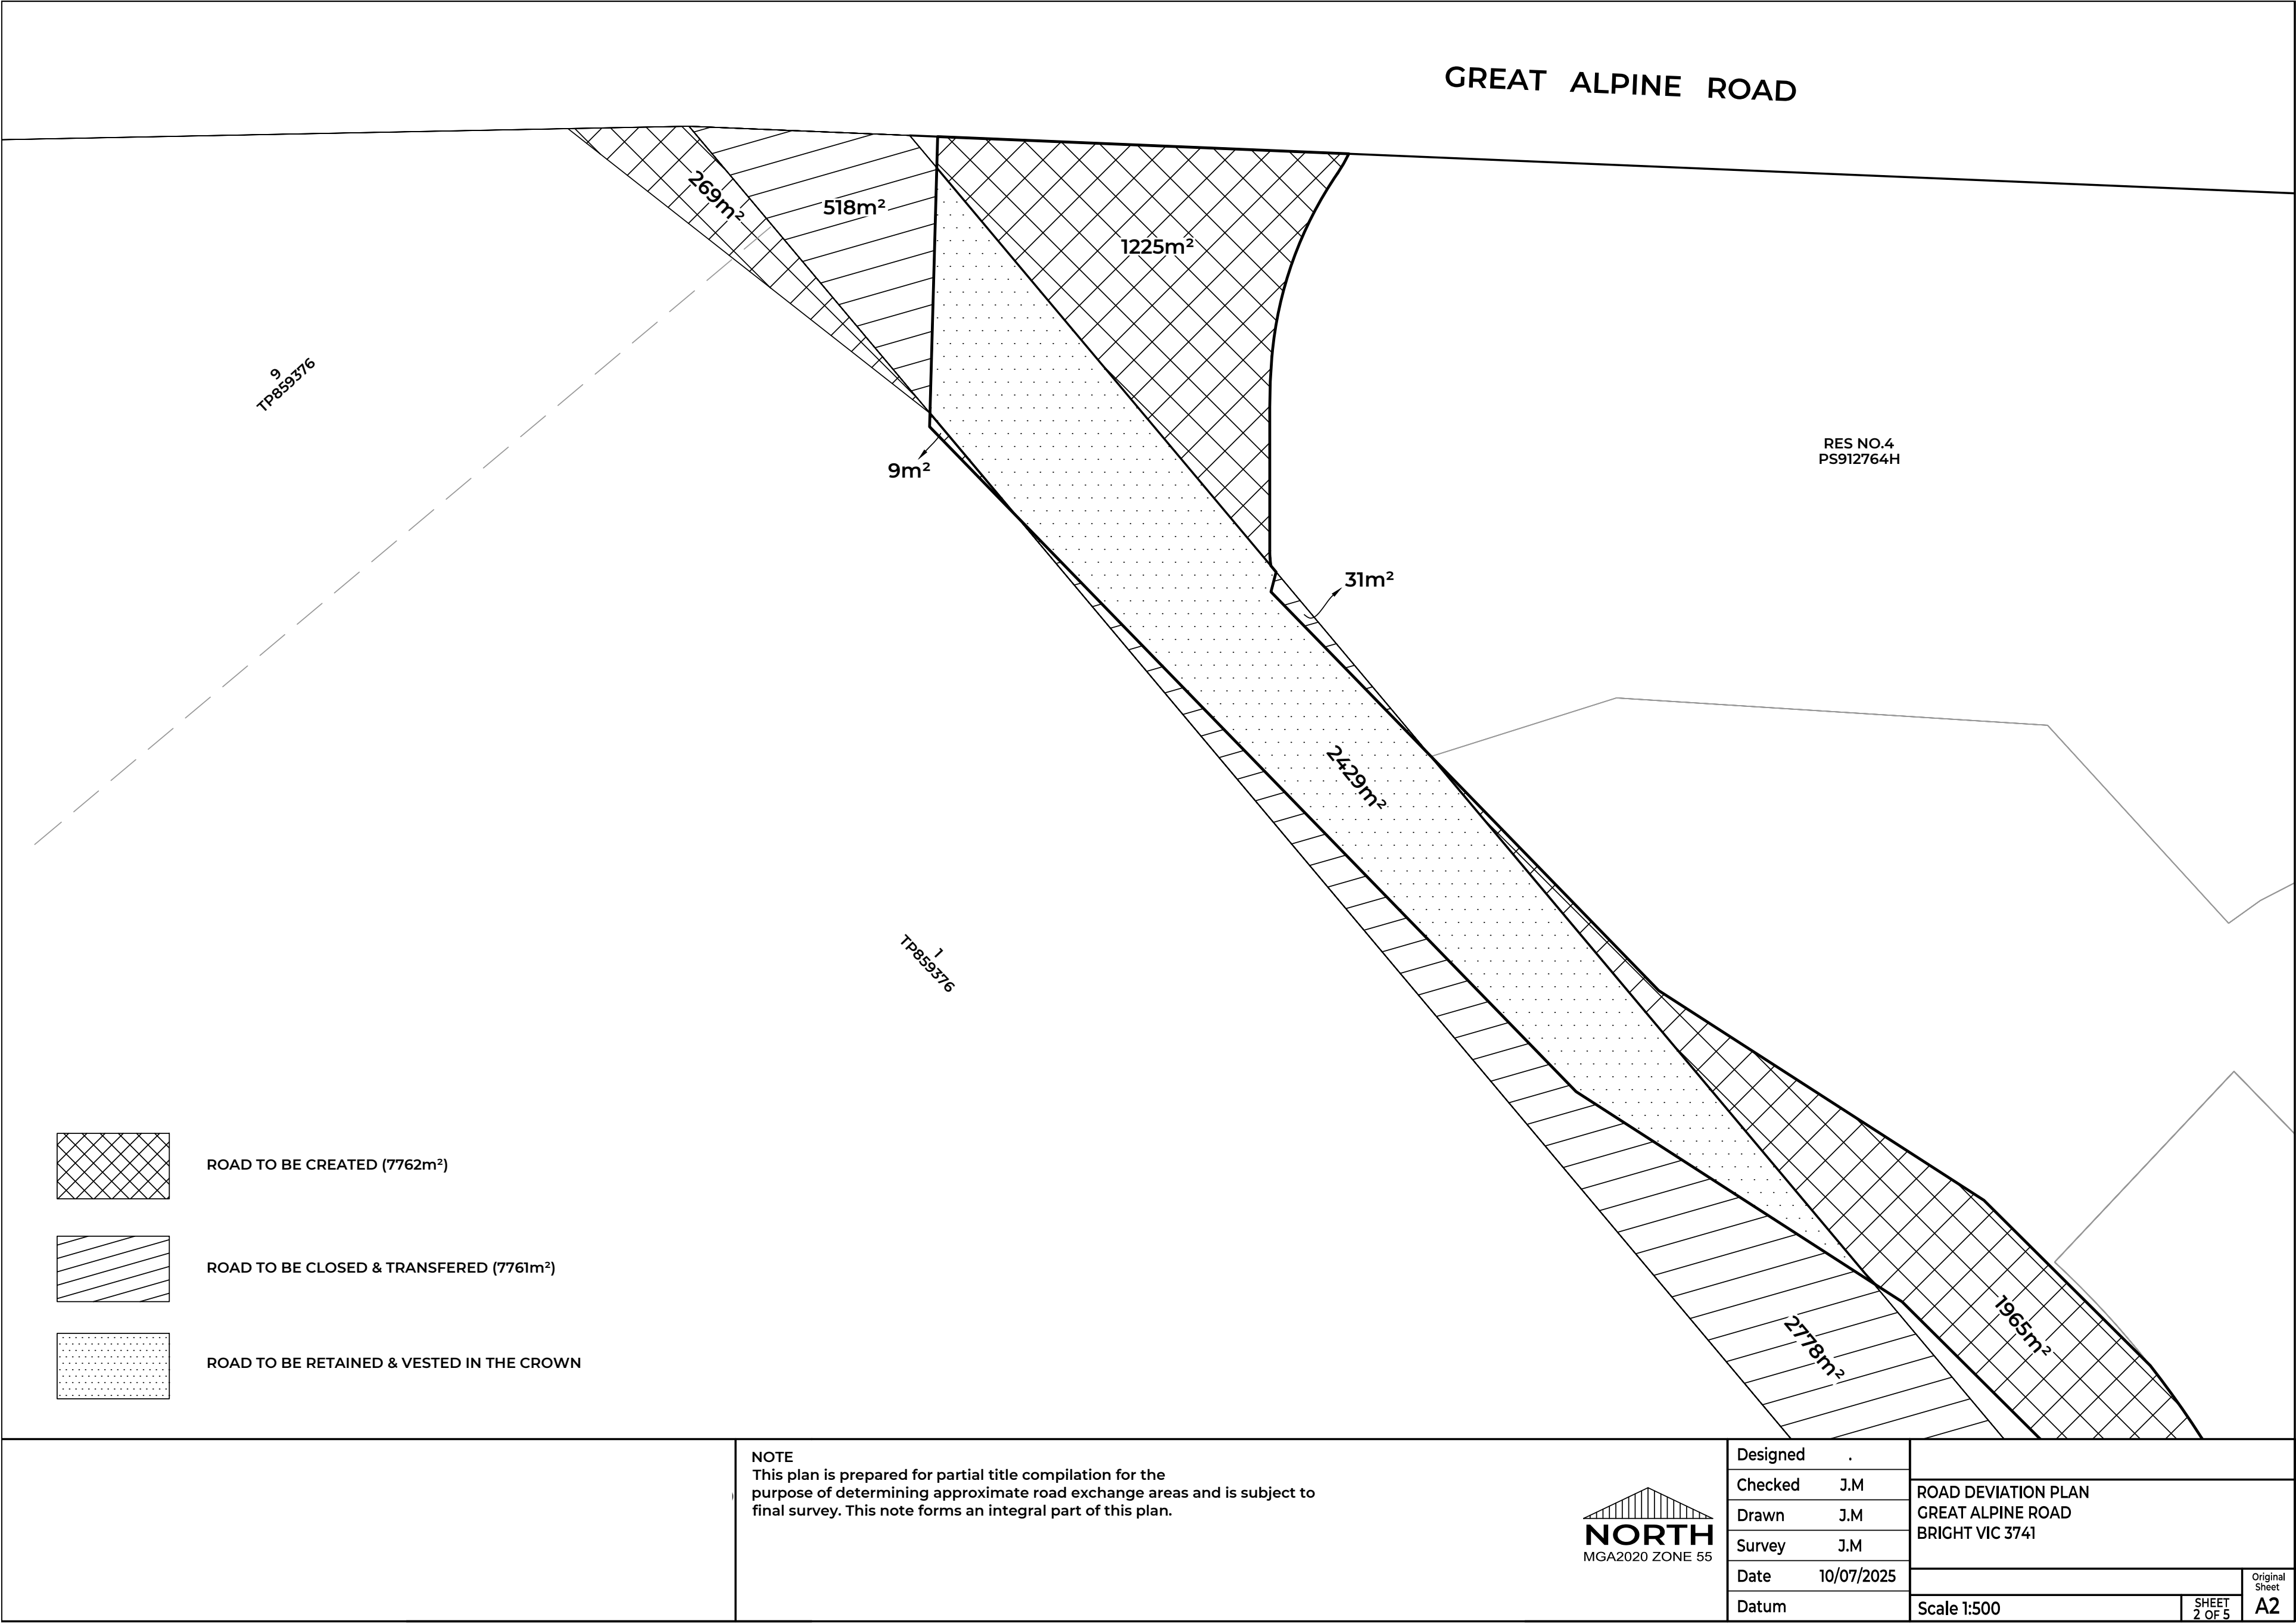 GREAT ALPINE ROAD
269m²
518m²
1225m²
9
TP859376
9m²
RES NO.4
PS912764H
31m²
2429m²
1
TP859376
ROAD TO BE CREATED (7762m²)
ROAD TO BE CLOSED & TRANSFERED (7761m²)
ROAD TO BE RETAINED & VESTED IN THE CROWN
1965m²
2778m²
NOTE
This plan is prepared for partial title compilation for the
purpose of determining approximate road exchange areas and is subject to
final survey. This note forms an integral part of this plan.
NORTH
MGA2020 ZONE 55
Designed .
Checked J.M
Drawn J.M
Survey J.M
Date 10/07/2025
Datum
ROAD DEVIATION PLAN
GREAT ALPINE ROAD
BRIGHT VIC 3741
Scale 1:500
SHEET
2 OF 5
Original
Sheet
A2